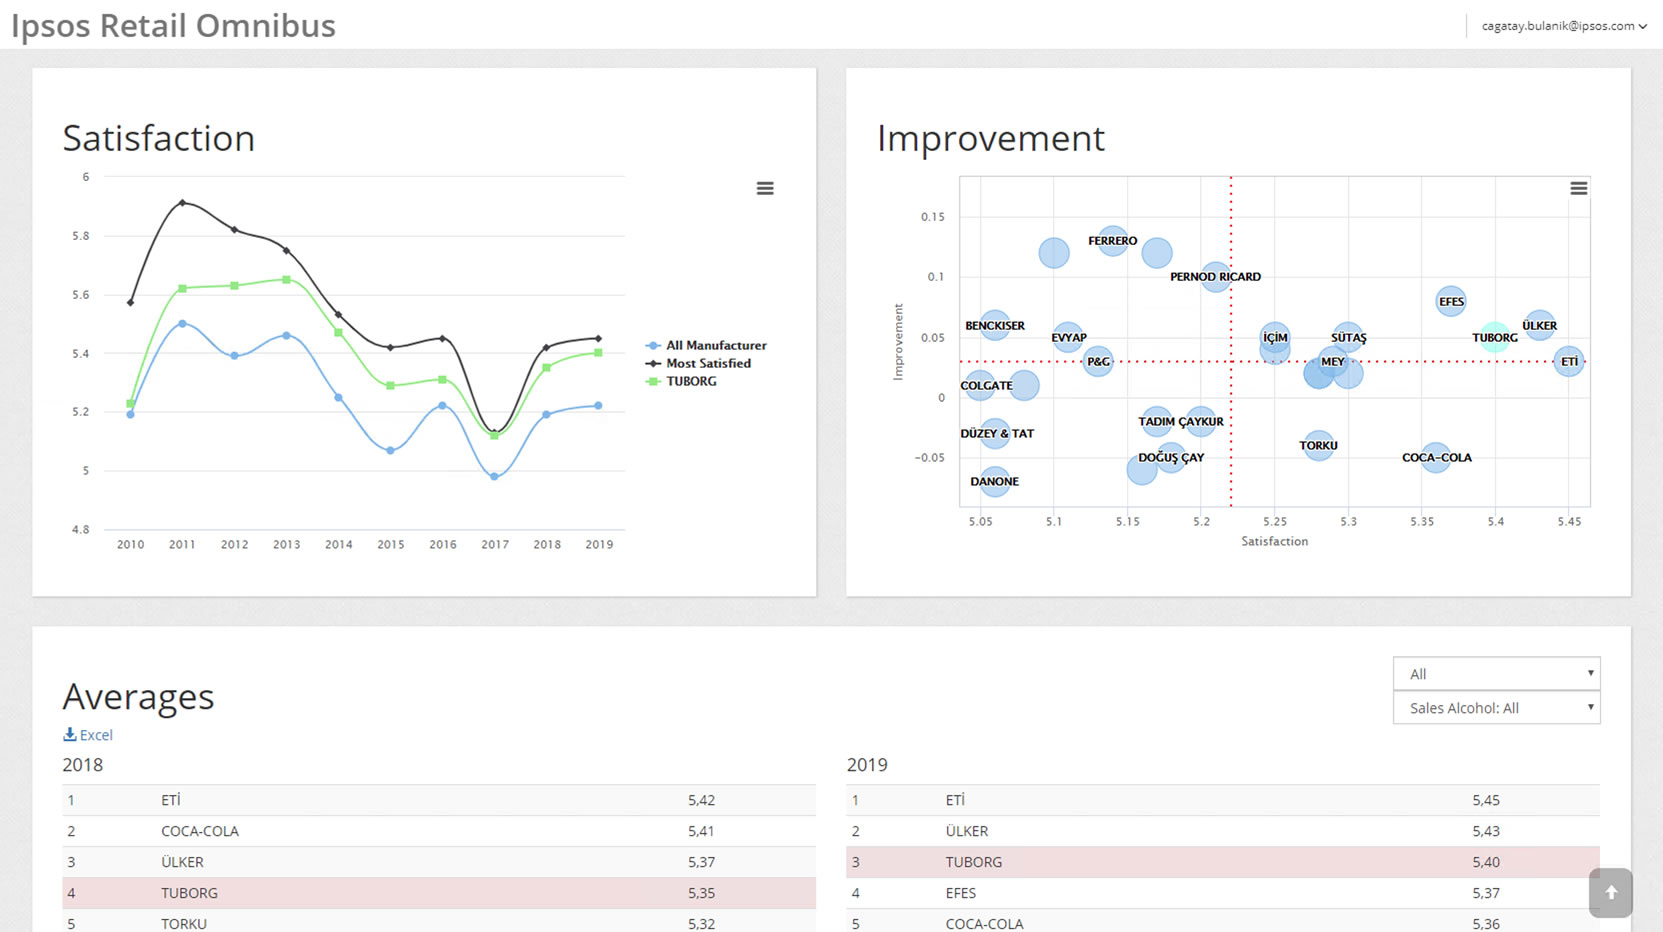 Ipsos Retail Omnibus
cagatay.bulanik@ipsos.com
Satisfaction
6
5.8
5.6
5.4
5.2
5
4.8
2010 2011 2012 2013 2014 2015 2016 2017 2018 2019
All Manufacturer
Most Satisfied
TUBORG
Improvement
Improvement
0.15
0.1
0.05
0
-0.05
FERRERO
PERNOD RICARD
EFES
BENCKISER
ÜLKER
EVYAP
İÇİM
SÜTAŞ
TUBORG
P&G
MEY
ETİ
COLGATE
TADIM ÇAYKUR
DÜZEY & TAT
TORKU
DOĞUŞ ÇAY
COCA-COLA
DANONE
5.05 5.1 5.15 5.2 5.25 5.3 5.35 5.4 5.45
Satisfaction
Averages
All
Sales Alcohol: All
Excel
2018
1 ETİ 5,42
2 COCA-COLA 5,41
3 ÜLKER 5,37
4 TUBORG 5,35
5 TORKU 5,32
2019
1 ETİ 5,45
2 ÜLKER 5,43
3 TUBORG 5,40
4 EFES 5,37
5 COCA-COLA 5,36